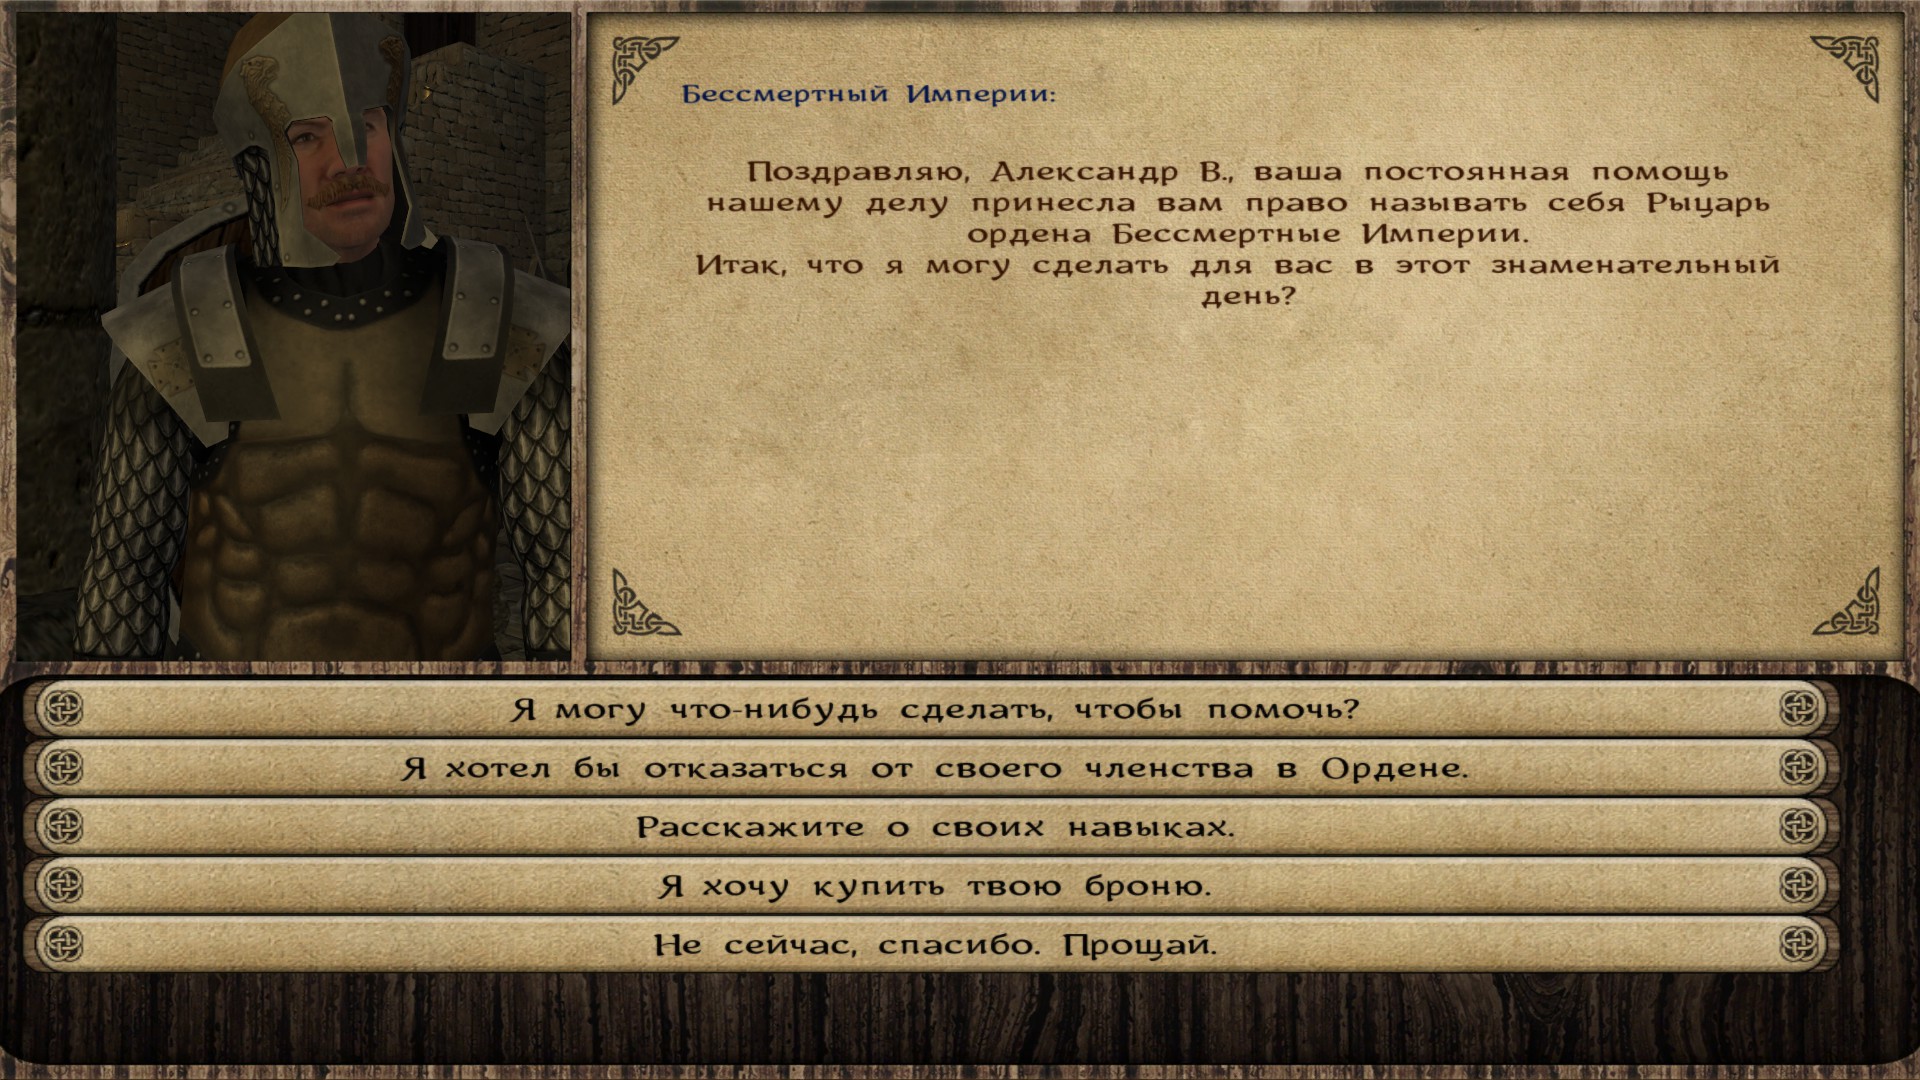 Бессмертный Империи:
Поздравляю, Александр В., ваша постоянная помощь
нашему делу принесла вам право называть себя Рыцарь
ордена Бессмертные Империи.
Итак, что я могу сделать для вас в этот знаменательный
день?
Я могу что-нибудь сделать, чтобы помочь?
Я хотел бы отказаться от своего членства в Ордене.
Расскажите о своих навыках.
Я хочу купить твою броню.
Не сейчас, спасибо. Прощай.